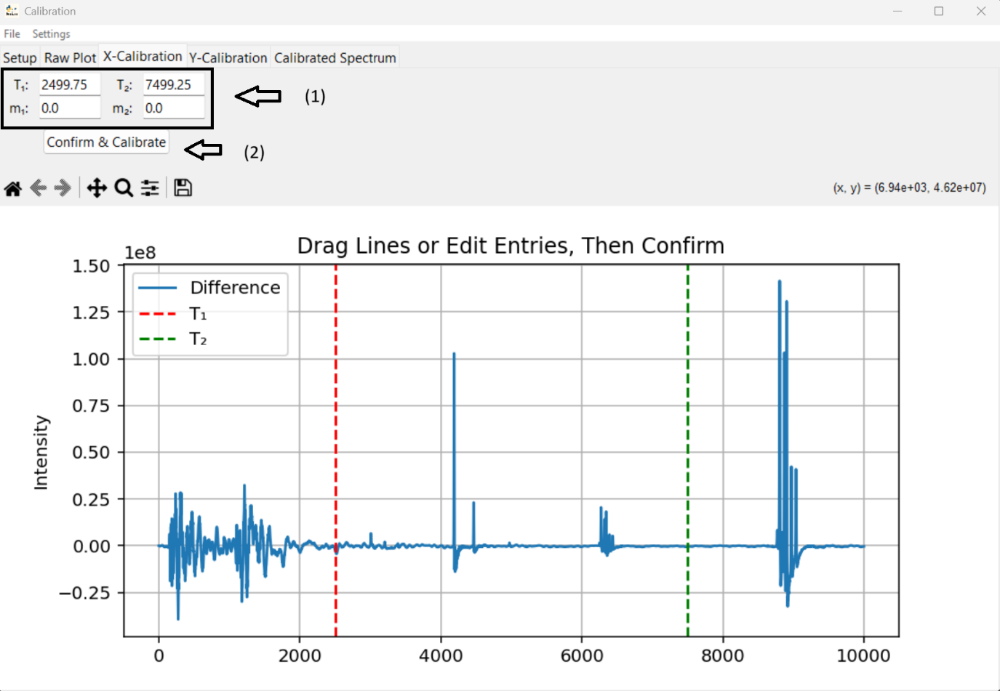 Calibration
File Settings
Setup Raw Plot X-Calibration Y-Calibration Calibrated Spectrum
T₁: 2499.75 T₂: 7499.25
(1)
m₁: 0.0 m₂: 0.0
Confirm & Calibrate
(2)
(x, y) = (6.94e+03, 4.62e+07)
Drag Lines or Edit Entries, Then Confirm
1e8
1.50
Difference
1.25
T₁
T₂
1.00
0.75
0.50
Intensity
0.25
0.00
−0.25
0 2000 4000 6000 8000 10000